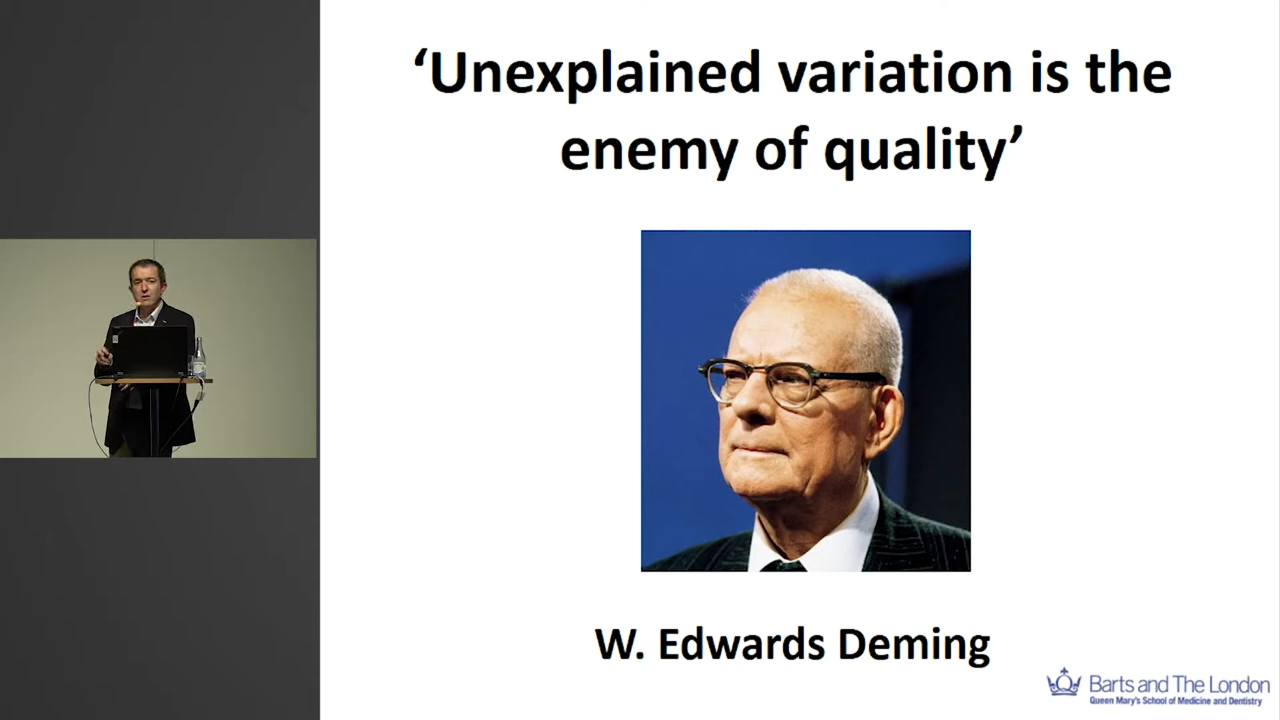 ‘Unexplained variation is the
enemy of quality’
W. Edwards Deming
Barts and The London
Queen Mary's School of Medicine and Dentistry